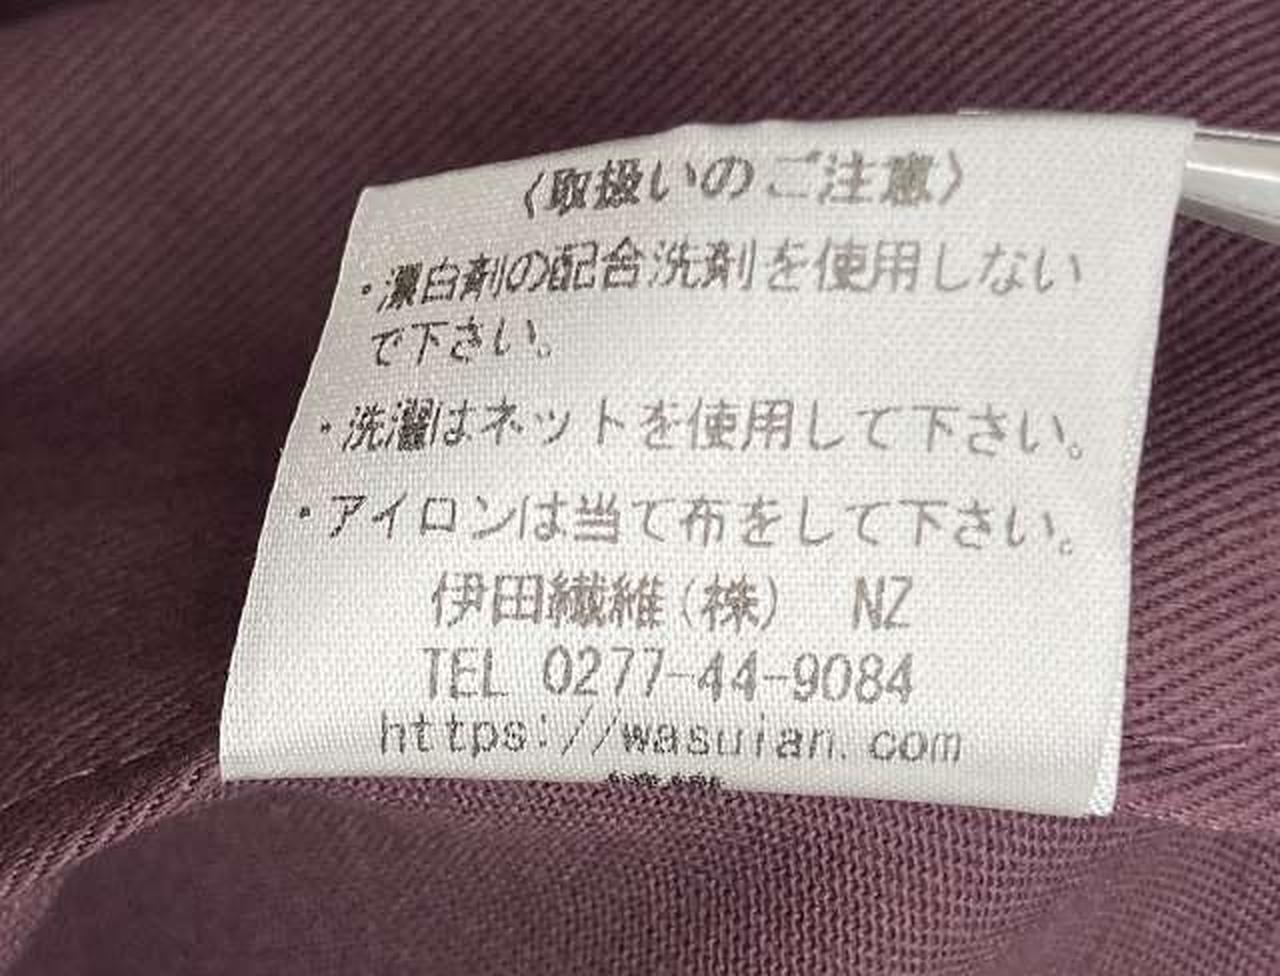 〈取扱いのご注意〉
・漂白剤の配合洗剤を使用しない
で下さい。
・洗濯はネットを使用して下さい。
・アイロンは当て布をして下さい。
伊田繊維(株) NZ
TEL 0277-44-9084
https://wasuian.com